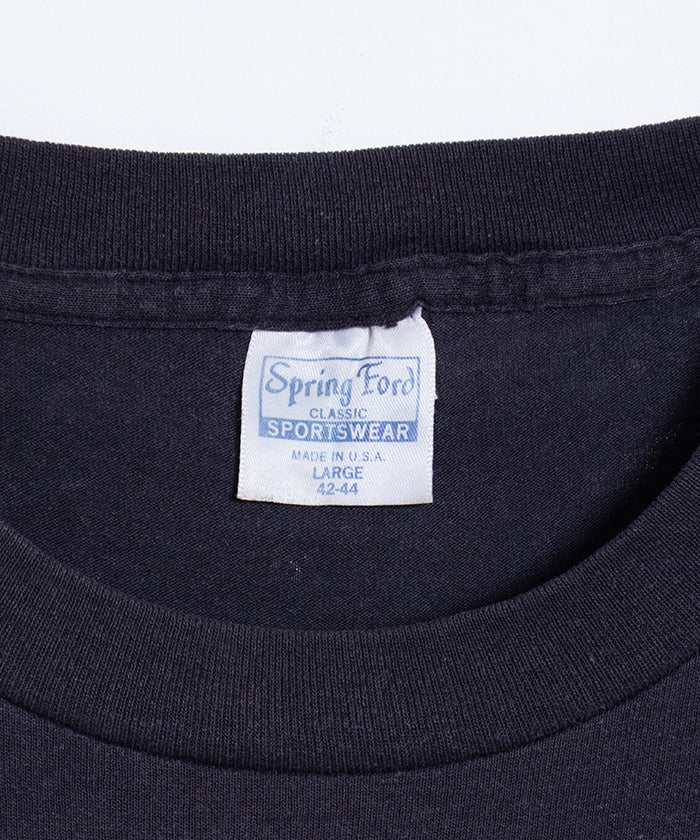 Spring Ford
CLASSIC
SPORTSWEAR
MADE IN U.S.A.
LARGE
42-44